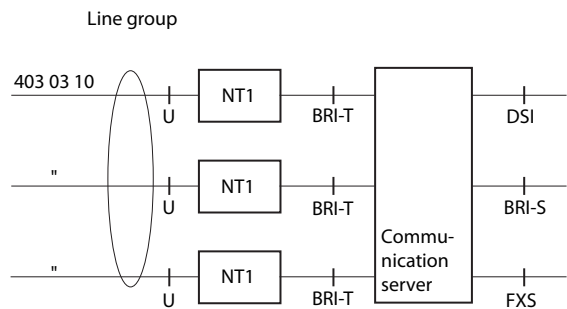 Line group
403 03 10
NT1
U
BRI-T
DSI
"
NT1
U
BRI-T
BRI-S
"
NT1
U
BRI-T
Commu-
nication
server
FXS